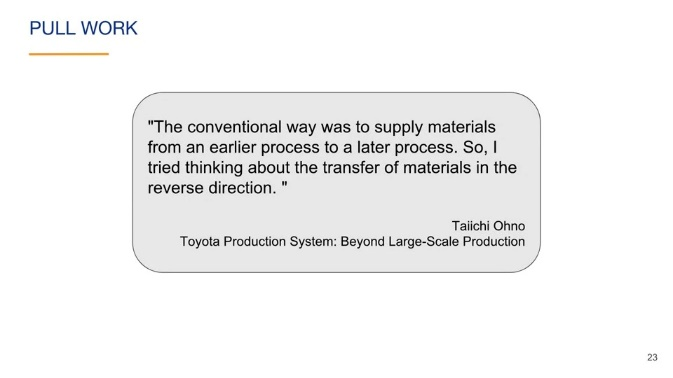 PULL WORK
"The conventional way was to supply materials
from an earlier process to a later process. So, I
tried thinking about the transfer of materials in the
reverse direction. "
Taiichi Ohno
Toyota Production System: Beyond Large-Scale Production
23